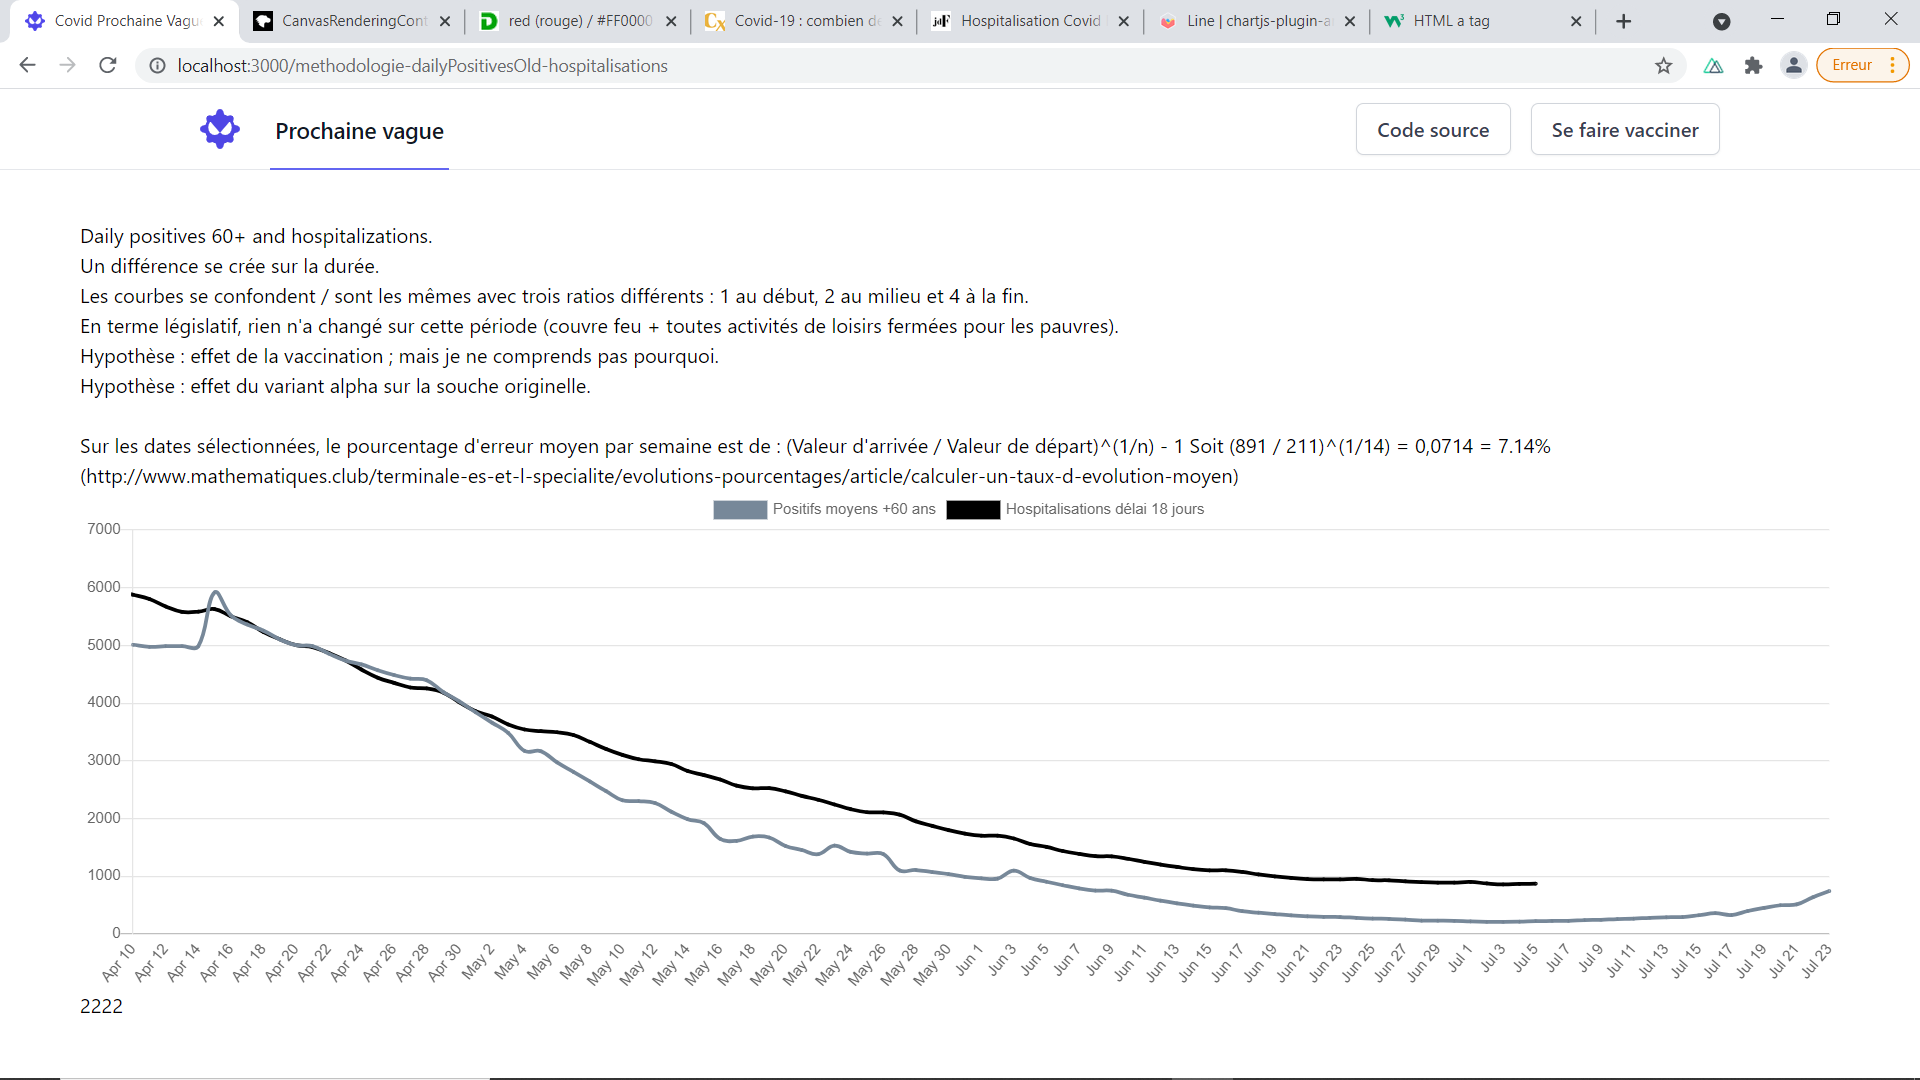 Covid Prochaine Vagu
CanvasRenderingCont
red (rouge) / #FF0000
Covid-19 : combien de
Hospitalisation Covid
Line | chartjs-plugin-a
HTML a tag
localhost:3000/methodologie-dailyPositivesOld-hospitalisations
Erreur
Prochaine vague
Code source
Se faire vacciner
Daily positives 60+ and hospitalizations.
Un différence se crée sur la durée.
Les courbes se confondent / sont les mêmes avec trois ratios différents : 1 au début, 2 au milieu et 4 à la fin.
En terme législatif, rien n'a changé sur cette période (couvre feu + toutes activités de loisirs fermées pour les pauvres).
Hypothèse : effet de la vaccination ; mais je ne comprends pas pourquoi.
Hypothèse : effet du variant alpha sur la souche originelle.
Sur les dates sélectionnées, le pourcentage d'erreur moyen par semaine est de : (Valeur d'arrivée / Valeur de départ)^(1/n) - 1 Soit (891 / 211)^(1/14) = 0,0714 = 7.14%
(http://www.mathematiques.club/terminale-es-et-l-specialite/evolutions-pourcentages/article/calculer-un-taux-d-evolution-moyen)
Positifs moyens +60 ans
Hospitalisations délai 18 jours
7000
6000
5000
4000
3000
2000
1000
0
Apr 10
Apr 12
Apr 14
Apr 16
Apr 18
Apr 20
Apr 22
Apr 24
Apr 26
Apr 28
Apr 30
May 2
May 4
May 6
May 8
May 10
May 12
May 14
May 16
May 18
May 20
May 22
May 24
May 26
May 28
May 30
Jun 1
Jun 3
Jun 5
Jun 7
Jun 9
Jun 11
Jun 13
Jun 15
Jun 17
Jun 19
Jun 21
Jun 23
Jun 25
Jun 27
Jun 29
Jul 1
Jul 3
Jul 5
Jul 7
Jul 9
Jul 11
Jul 13
Jul 15
Jul 17
Jul 19
Jul 21
Jul 23
2222